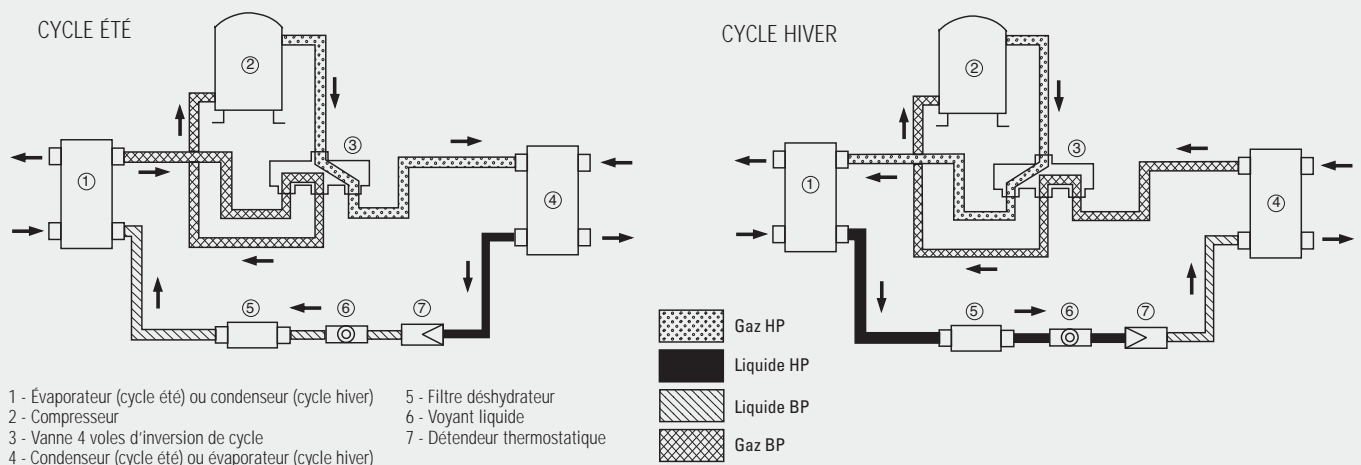 CYCLE ÉTÉ
②
③
①
④
⑤
⑥
⑦
CYCLE HIVER
②
③
①
④
⑤
⑥
⑦
Gaz HP
Liquide HP
Liquide BP
Gaz BP
1 - Évaporateur (cycle été) ou condenseur (cycle hiver)
2 - Compresseur
3 - Vanne 4 voles d'inversion de cycle
4 - Condenseur (cycle été) ou évaporateur (cycle hiver)
5 - Filtre déshydrateur
6 - Voyant liquide
7 - Détendeur thermostatique